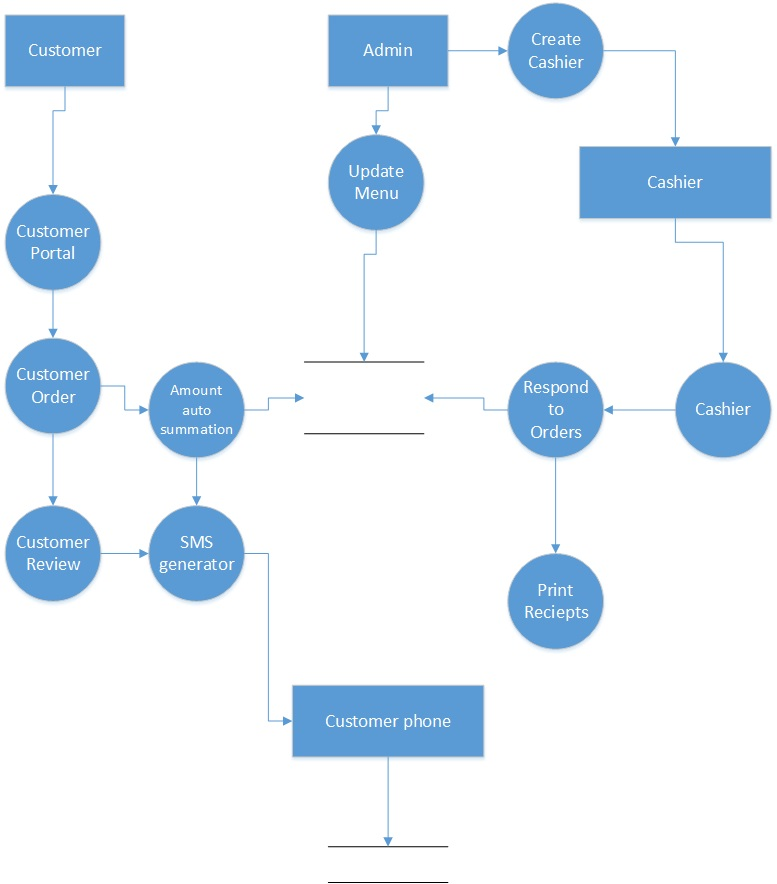 Customer
Admin
Create
Cashier
Update
Menu
Cashier
Customer
Portal
Customer
Order
Amount
auto
summation
Respond
to
Orders
Cashier
Customer
Review
SMS
generator
Print
Reciepts
Customer phone